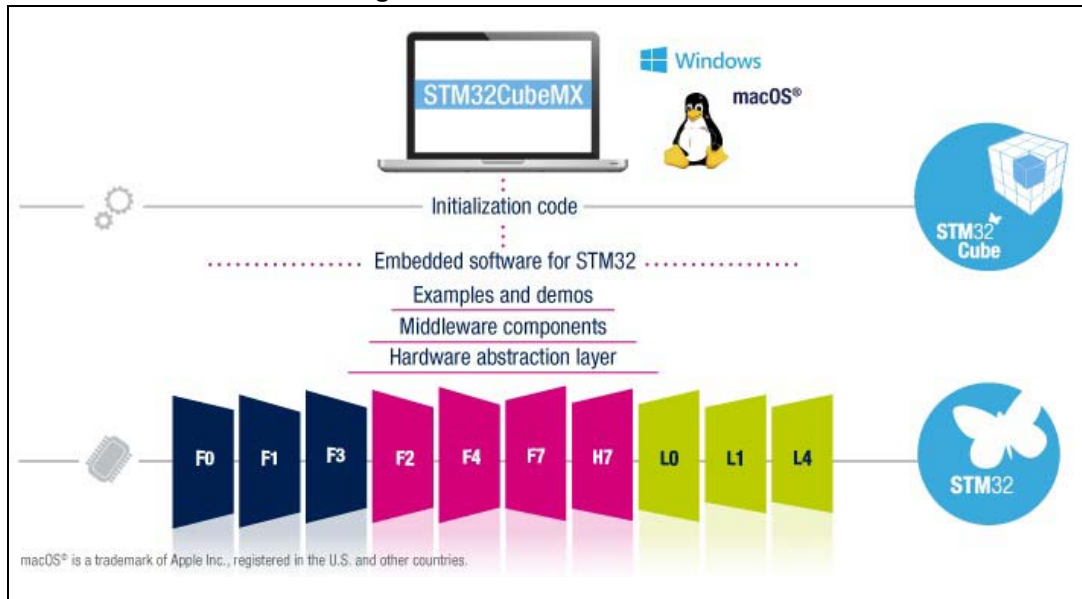 STM32CubeMX
Windows
macOS®
Initialization code
STM32
Cube
Embedded software for STM32
Examples and demos
Middleware components
Hardware abstraction layer
F0 F1 F3 F2 F4 F7 H7 L0 L1 L4
STM32
macOS® is a trademark of Apple Inc., registered in the U.S. and other countries.